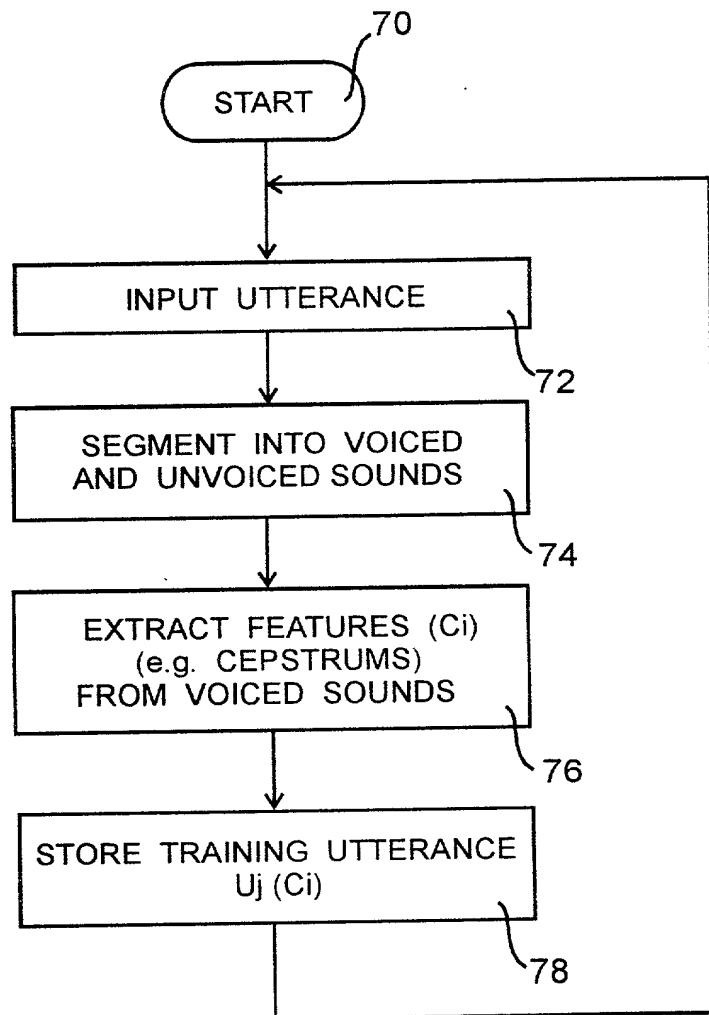 70
START
INPUT UTTERANCE
72
SEGMENT INTO VOICED
AND UNVOICED SOUNDS
74
EXTRACT FEATURES (Ci)
(e.g. CEPSTRUMS)
FROM VOICED SOUNDS
76
STORE TRAINING UTTERANCE
Uj (Ci)
78